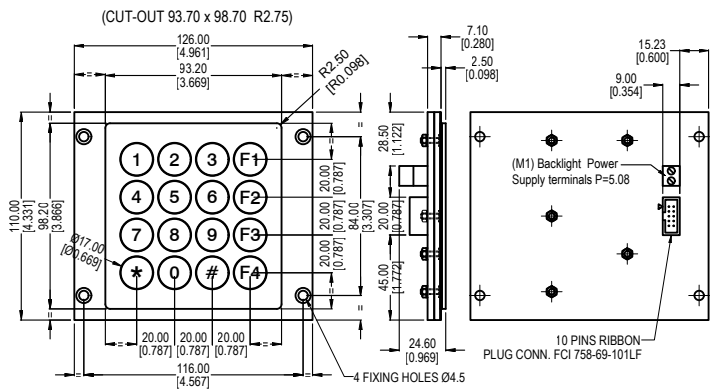 (CUT-OUT 93.70 x 98.70 R2.75)
126.00
[4.961]
93.20
[3.669]
R2.50
[R0.098]
110.00
[4.331]
98.20
[3.866]
Ø17.00
[Ø0.669]
1 2 3 F1
4 5 6 F2
7 8 9 F3
* 0 # F4
20.00
[0.787]
20.00
[0.787]
20.00
[0.787]
84.00
[3.307]
20.00
[0.787]
20.00
[0.787]
20.00
[0.787]
116.00
[4.567]
4 FIXING HOLES Ø4.5
7.10
[0.280]
2.50
[0.098]
28.50
[1.122]
20.00
[0.787]
45.00
[1.772]
24.60
[0.969]
15.23
[0.600]
9.00
[0.354]
(M1) Backlight Power
Supply terminals P=5.08
10 PINS RIBBON
PLUG CONN. FCI 758-69-101LF